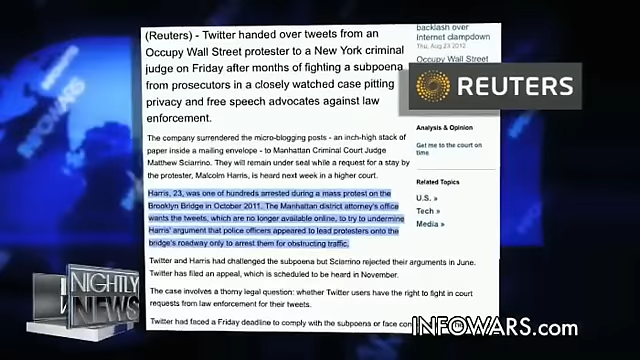 (Reuters) - Twitter handed over tweets from an
Occupy Wall Street protester to a New York criminal
judge on Friday after months of fighting a subpoena
from prosecutors in a closely watched case pitting
privacy and free speech advocates against law
enforcement.
The company surrendered the micro-blogging posts - an inch-high stack of
paper inside a mailing envelope - to Manhattan Criminal Court Judge
Matthew Sciarrino. They will remain under seal while a request for a stay by
the protester, Malcolm Harris, is heard next week in a higher court.
Harris, 23, was one of hundreds arrested during a mass protest on the
Brooklyn Bridge in October 2011. The Manhattan district attorney's office
wants the tweets, which are no longer available online, to try to undermine
Harris' argument that police officers appeared to lead protesters onto the
bridge's roadway only to arrest them for obstructing traffic.
Twitter and Harris had challenged the subpoena but Sciarrino rejected their arguments in June.
Twitter has filed an appeal, which is scheduled to be heard in November.
The case involves a thorny legal question: whether Twitter users have the right to fight in court
requests from law enforcement for their tweets.
Twitter had faced a Friday deadline to comply with the subpoena or face
backlash over
Internet clampdown
Thu, Aug 23 2012
Occupy Wall Street
REUTERS
Analysis & Opinion
Get me to the court on
time
Related Topics
U.S. »
Tech »
Media »
INFOWARS
NIGHTLY
NEWS
INFOWARS.com